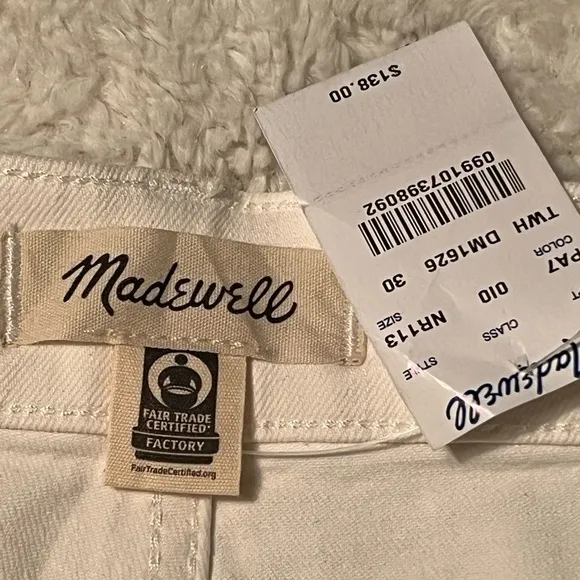 Madewell
FAIR TRADE
CERTIFIED
FACTORY
FairTradeCertified.org
Madewell
STYLE
NR113
CLASS
010
PA7
SIZE
30
DM1626
COLOR
TWH
099107398092
$138.00